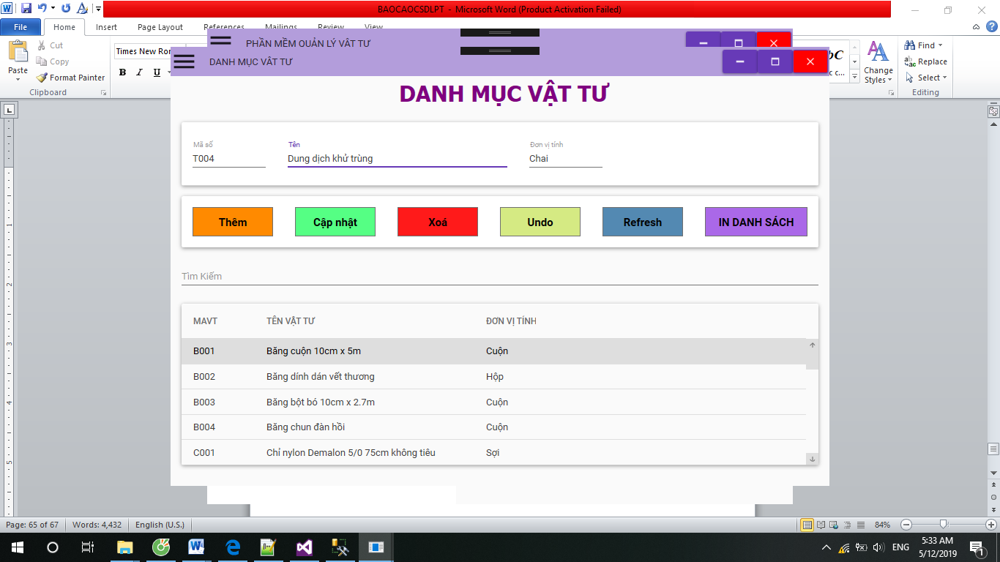 BAOCAOCSDLPT - Microsoft Word (Product Activation Failed)
File Home Insert Page Layout References Mailings Review View
PHẦN MỀM QUẢN LÝ VẬT TƯ
DANH MỤC VẬT TƯ
Paste
Cut
Copy
Format Painter
Clipboard
Times New Ror
B I U
Change Styles
Find
Replace
Select
Editing
DANH MỤC VẬT TƯ
Mã số Tên Đơn vị tính
T004 Dung dịch khử trùng Chai
Thêm Cập nhật Xoá Undo Refresh IN DANH SÁCH
Tìm Kiếm
MAVT TÊN VẬT TƯ ĐƠN VỊ TÍNH
B001 Băng cuộn 10cm x 5m Cuộn
B002 Băng dính dán vết thương Hộp
B003 Băng bột bó 10cm x 2.7m Cuộn
B004 Băng chun đàn hồi Cuộn
C001 Chỉ nylon Demalon 5/0 75cm không tiêu Sợi
Page: 65 of 67 Words: 4,432 English (U.S.) 84%
ENG 5:33 AM
5/12/2019
1